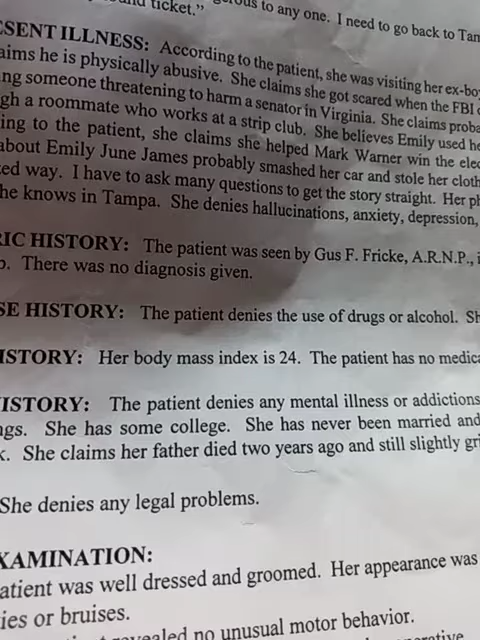 und ticket."
to any one. I need to go back to Tam
ESENT ILLNESS: According to the patient, she was visiting her ex-boy
aims he is physically abusive. She claims she got scared when the FBI
ng someone threatening to harm a senator in Virginia. She claims proba
gh a roommate who works at a strip club. She believes Emily used he
ing to the patient, she claims she helped Mark Warner win the elec
about Emily June James probably smashed her car and stole her cloth
ted way. I have to ask many questions to get the story straight. Her ph
he knows in Tampa. She denies hallucinations, anxiety, depression,
RIC HISTORY: The patient was seen by Gus F. Fricke, A.R.N.P., i
o. There was no diagnosis given.
SE HISTORY: The patient denies the use of drugs or alcohol. Sh
ISTORY: Her body mass index is 24. The patient has no medica
HISTORY: The patient denies any mental illness or addictions
ngs. She has some college. She has never been married and
k. She claims her father died two years ago and still slightly gri
She denies any legal problems.
XAMINATION:
atient was well dressed and groomed. Her appearance was
ies or bruises.
revealed no unusual motor behavior.